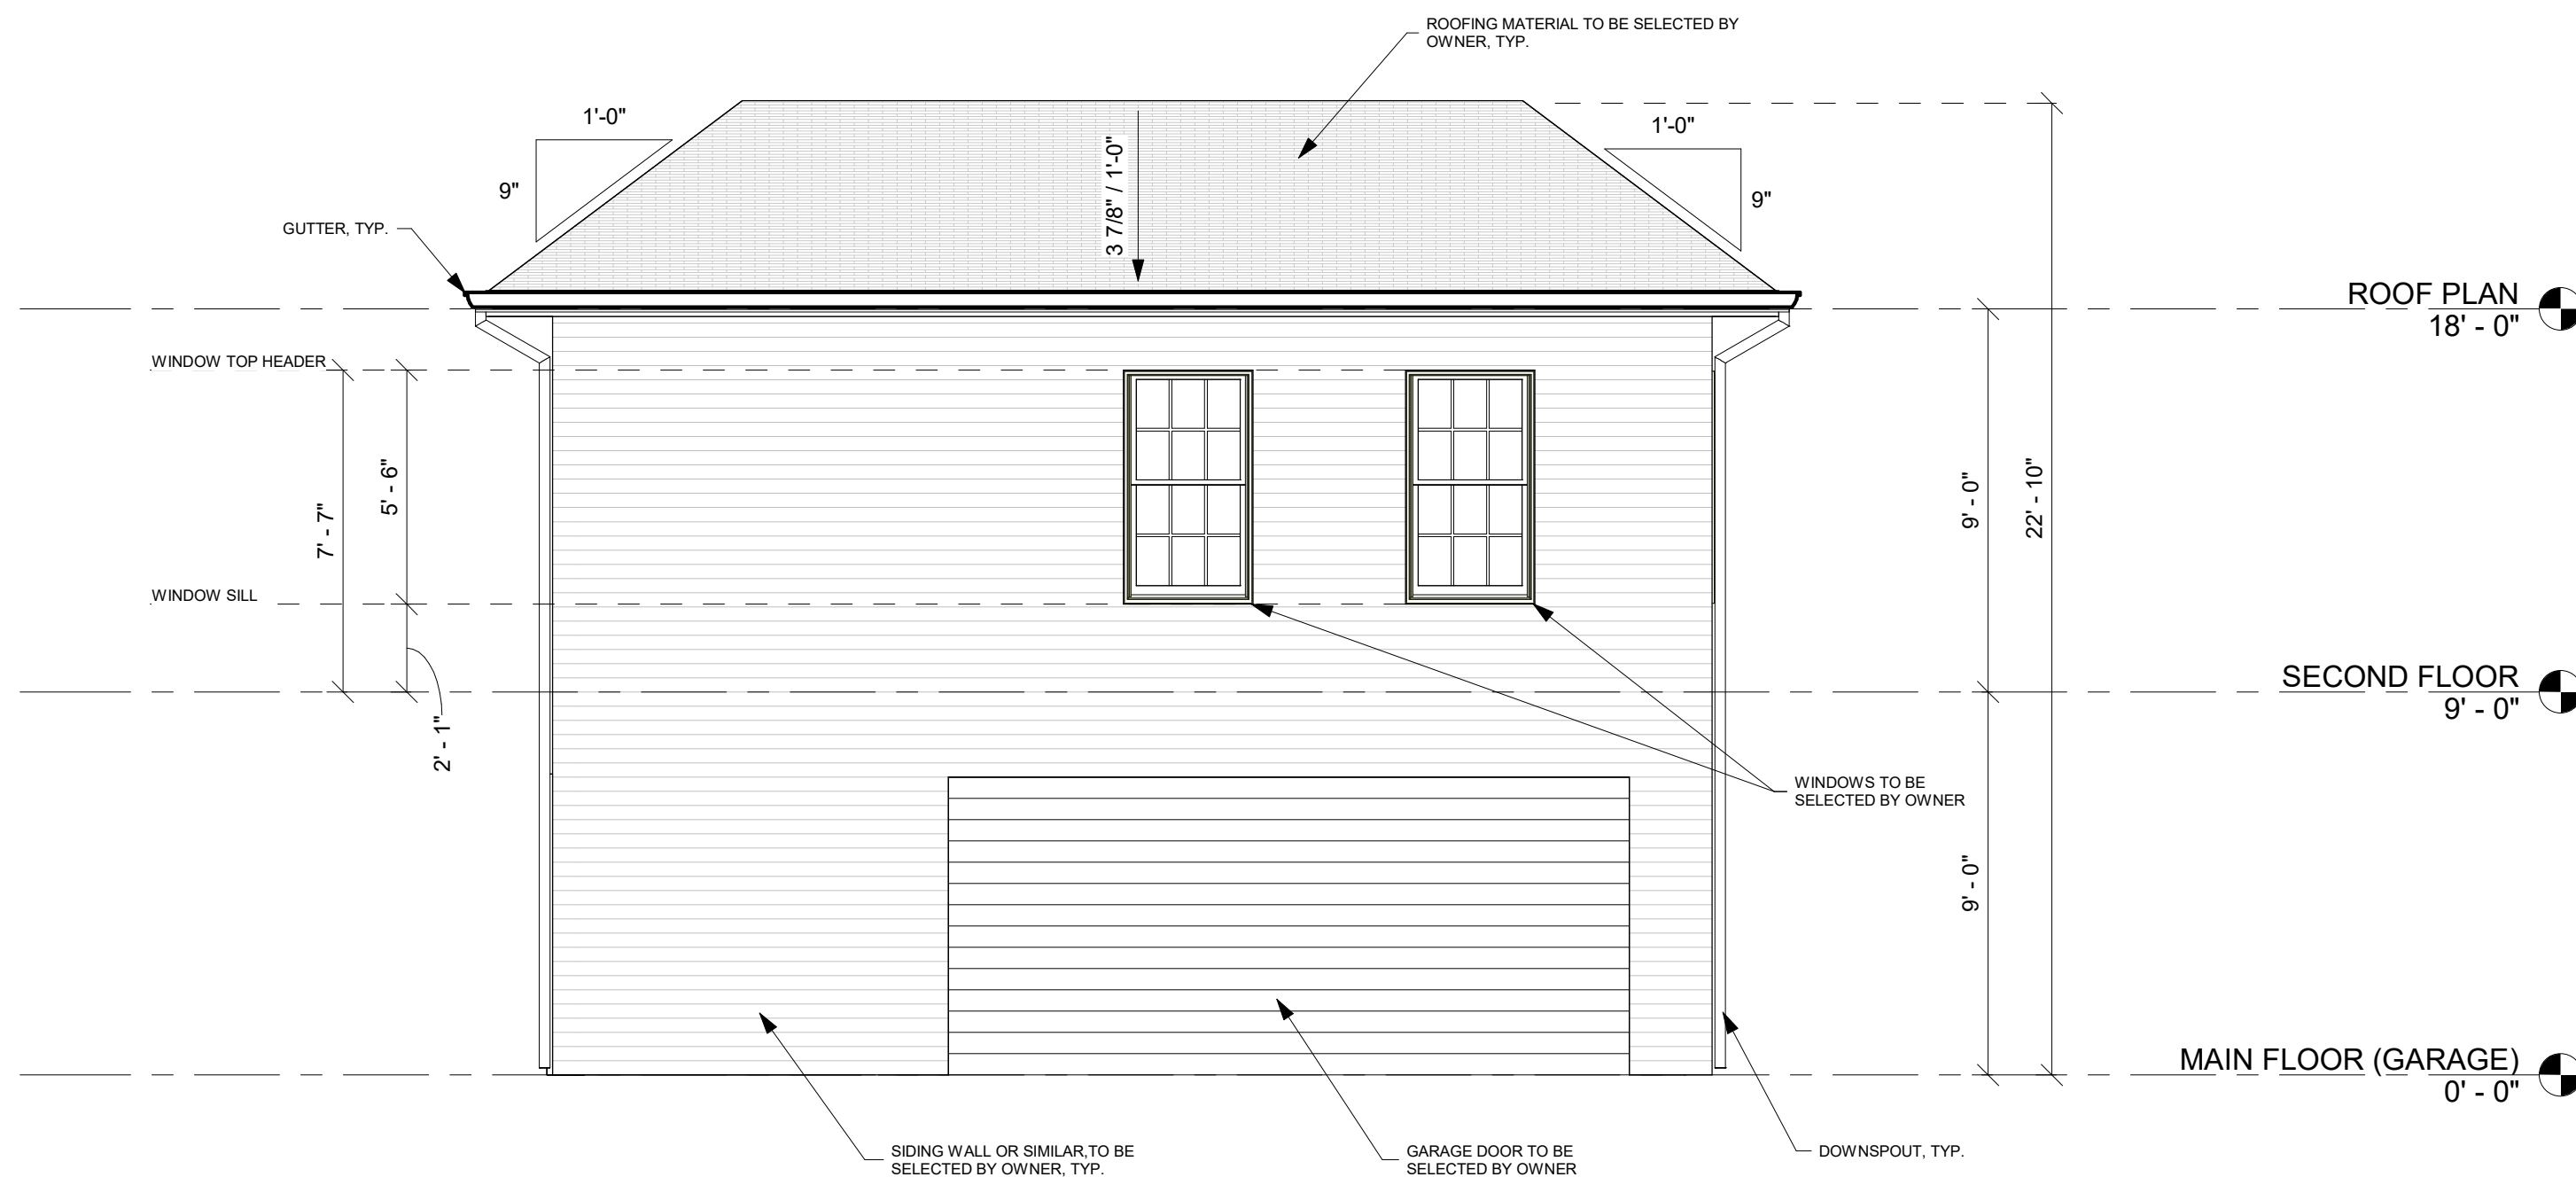 ROOFING MATERIAL TO BE SELECTED BY
OWNER, TYP.
1'-0"
1'-0"
3 7/8" / 1'-0"
9"
9"
GUTTER, TYP.
ROOF PLAN
18' - 0"
WINDOW TOP HEADER
5' - 6"
7' - 7"
9' - 0"
22' - 10"
WINDOW SILL
SECOND FLOOR
9' - 0"
2' - 1"
WINDOWS TO BE
SELECTED BY OWNER
9' - 0"
MAIN FLOOR (GARAGE)
0' - 0"
SIDING WALL OR SIMILAR,TO BE
SELECTED BY OWNER, TYP.
GARAGE DOOR TO BE
SELECTED BY OWNER
DOWNSPOUT, TYP.